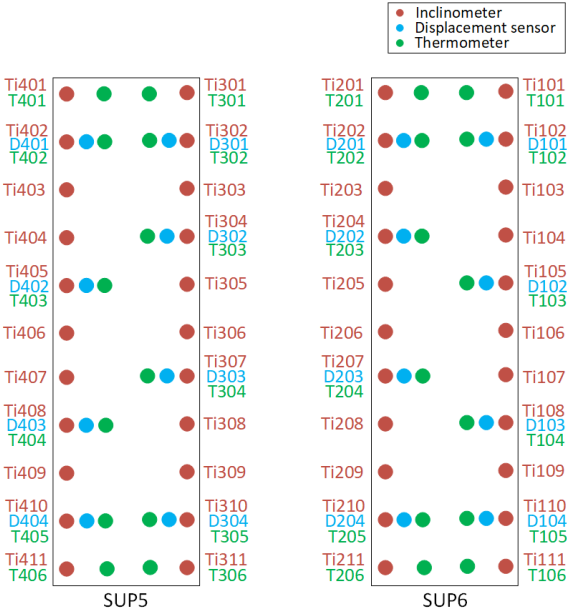 Inclinometer
Displacement sensor
Thermometer
Ti401
T401
Ti402
D401
T402
Ti403
Ti404
Ti405
D402
T403
Ti406
Ti407
Ti408
D403
T404
Ti409
Ti410
D404
T405
Ti411
T406
Ti301
T301
Ti302
D301
T302
Ti303
Ti304
D302
T303
Ti305
Ti306
Ti307
D303
T304
Ti308
Ti309
Ti310
D304
T305
Ti311
T306
SUP5
Ti201
T201
Ti202
D201
T202
Ti203
Ti204
D202
T203
Ti205
Ti206
Ti207
D203
T204
Ti208
Ti209
Ti210
D204
T205
Ti211
T206
Ti101
T101
Ti102
D101
T102
Ti103
Ti104
Ti105
D102
T103
Ti106
Ti107
Ti108
D103
T104
Ti109
Ti110
D104
T105
Ti111
T106
SUP6